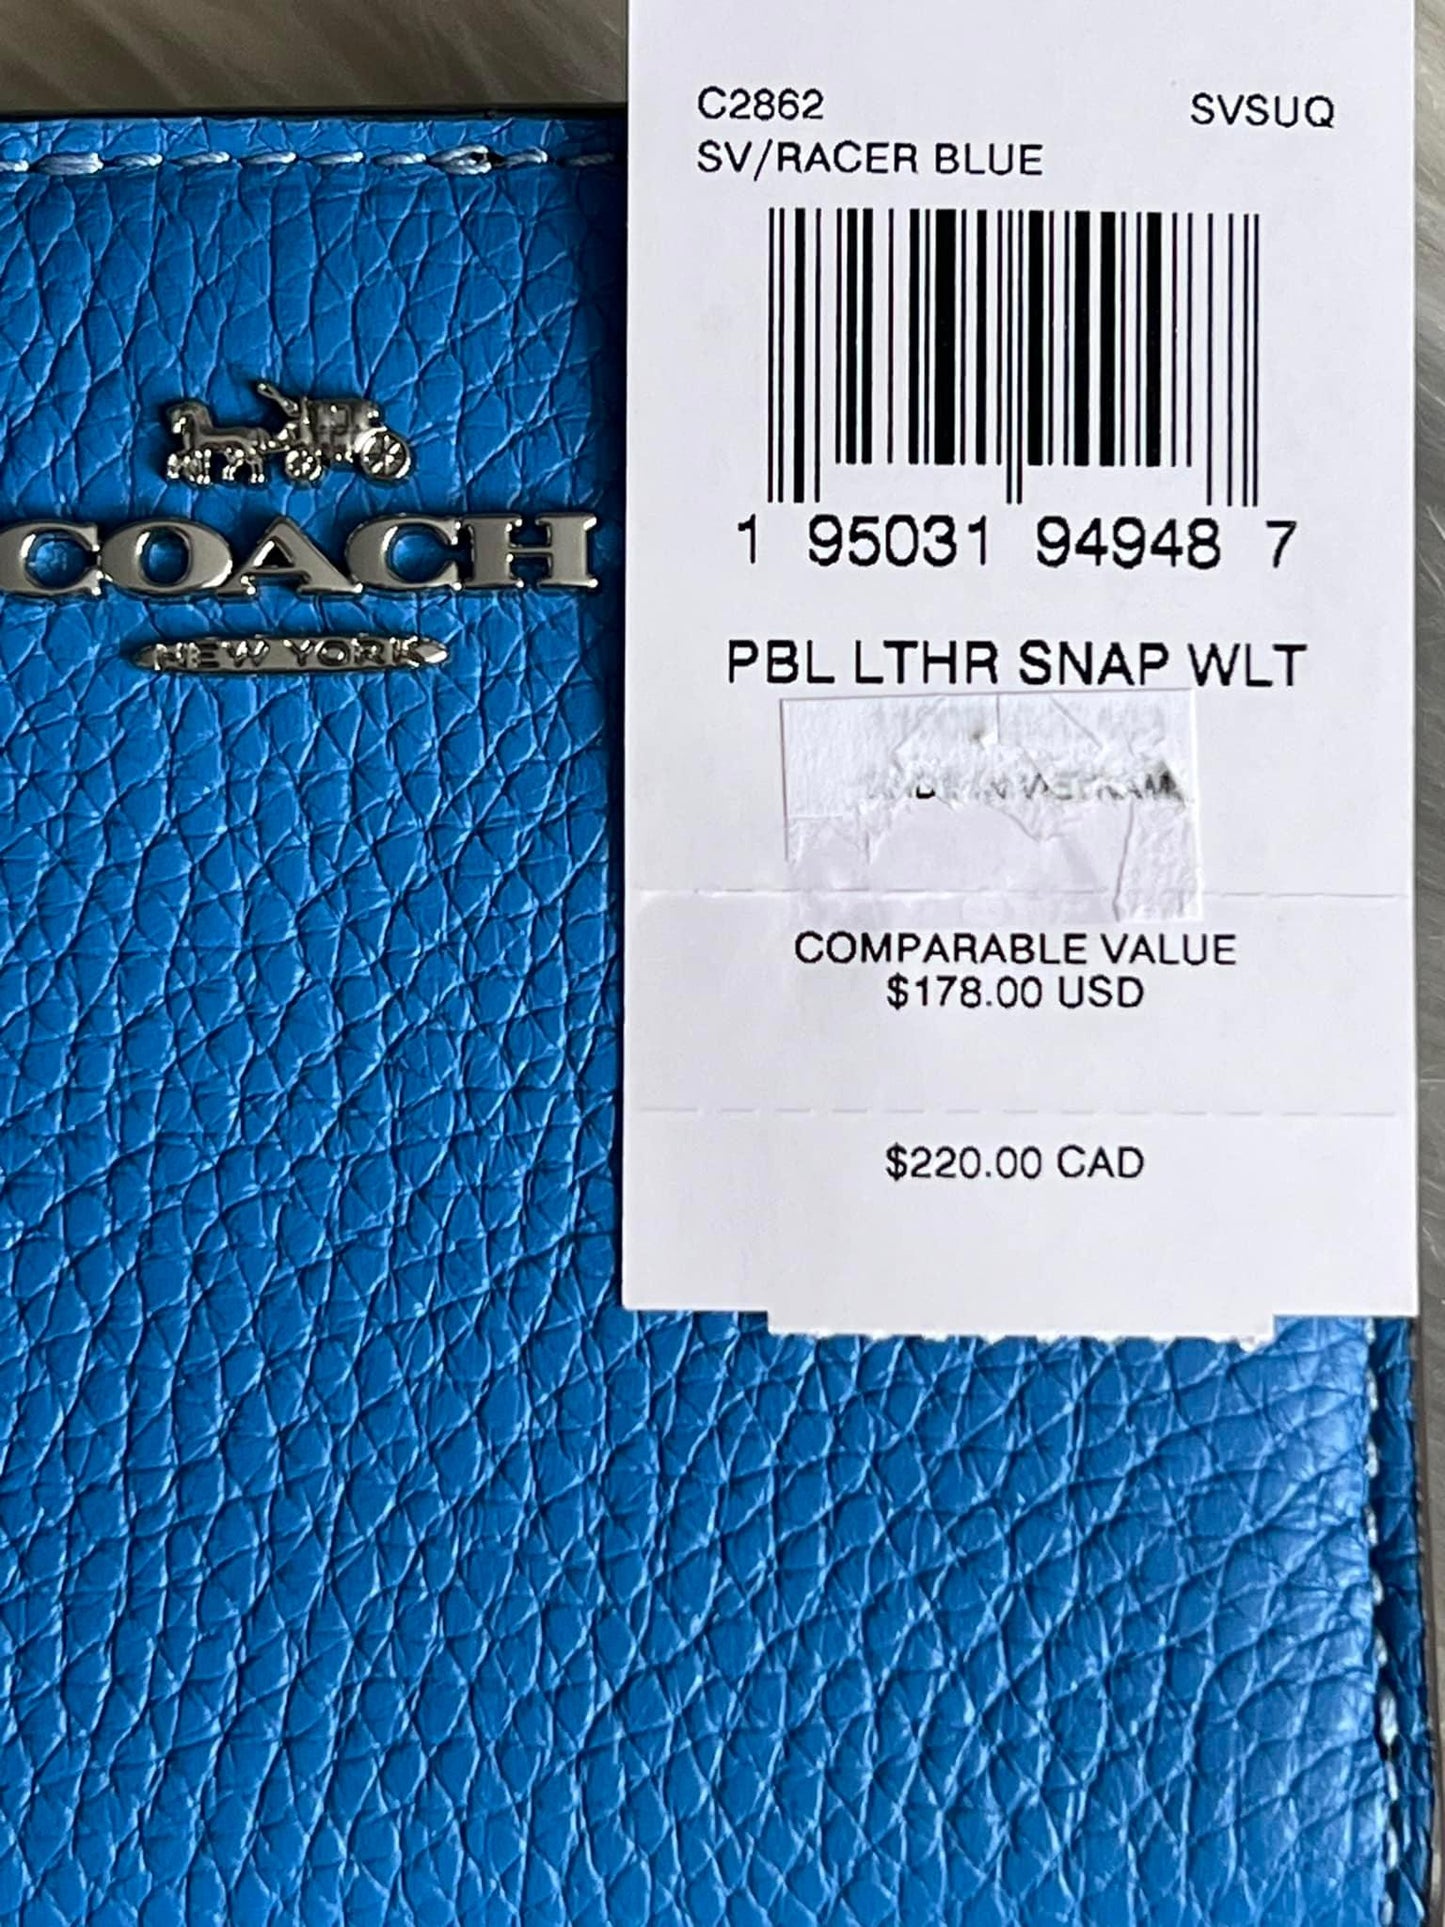 COACH
NEW YORK
C2862 SVSUQ
SV/RACER BLUE
1 95031 94948 7
PBL LTHR SNAP WLT
COMPARABLE VALUE
$178.00 USD
$220.00 CAD